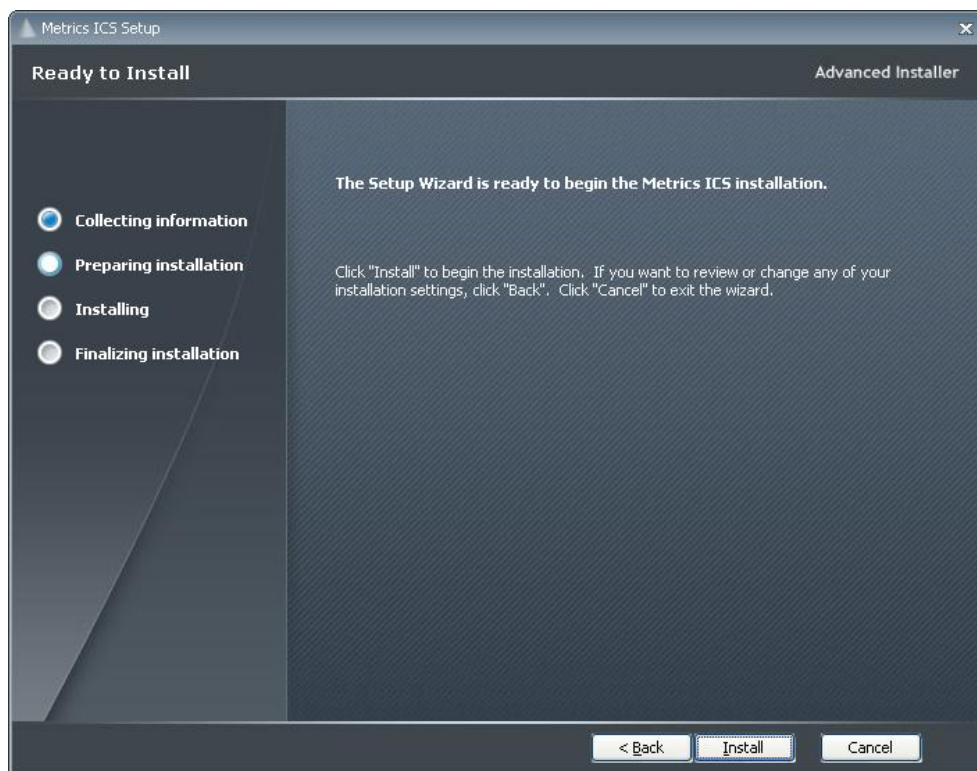 Metrics ICS Setup
Ready to Install
Advanced Installer
Collecting information
Preparing installation
Installing
Finalizing installation
The Setup Wizard is ready to begin the Metrics ICS installation.
Click "Install" to begin the installation.  If you want to review or change any of your
installation settings, click "Back".  Click "Cancel" to exit the wizard.
< Back
Install
Cancel